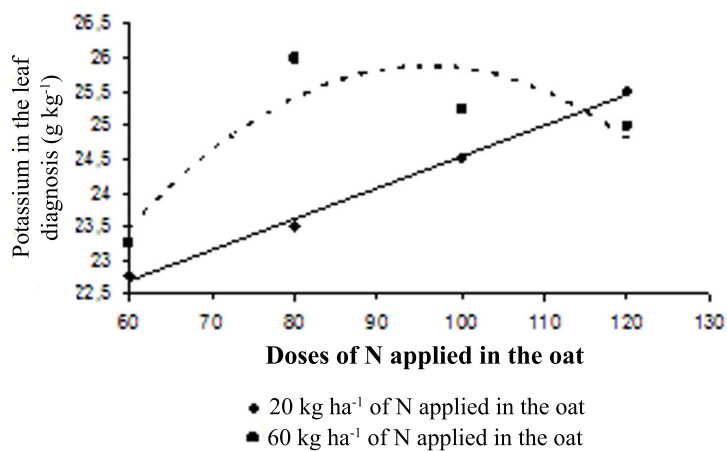 Potassium in the leaf
diagnosis (g kg⁻¹)
26,5
26
25,5
25
24,5
24
23,5
23
22,5
60 70 80 90 100 110 120 130
Doses of N applied in the oat
20 kg ha⁻¹ of N applied in the oat
60 kg ha⁻¹ of N applied in the oat